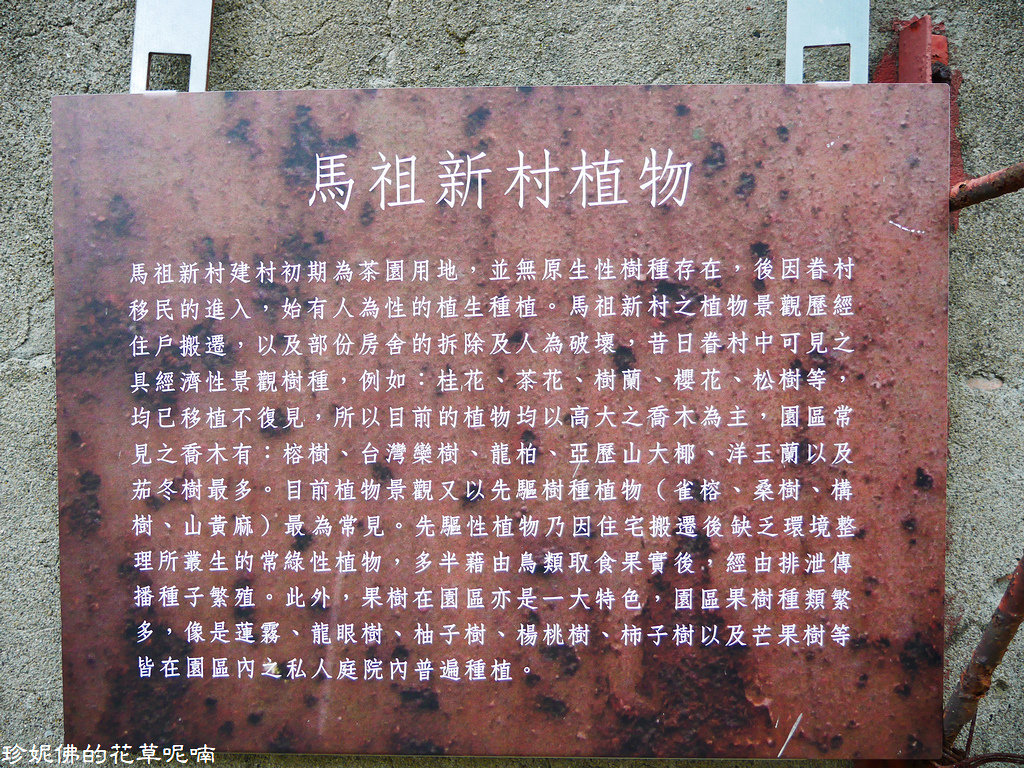 馬祖新村植物
馬祖新村建村初期為茶園用地，並無原生性樹種存在，後因眷村
移民的進入，始有人為性的植生種植。馬祖新村之植物景觀歷經
住戶搬遷，以及部份房舍的拆除及人為破壞，昔日眷村中可見之
具經濟性景觀樹種，例如：桂花、茶花、樹蘭、櫻花、松樹等，
均已移植不復見，所以目前的植物均以高大之喬木為主，園區常
見之喬木有：榕樹、台灣欒樹、龍柏、亞歷山大椰、洋玉蘭以及
茄冬樹最多。目前植物景觀又以先驅樹種植物（雀榕、桑樹、構
樹、山黃麻）最為常見。先驅性植物乃因住宅搬遷後缺乏環境整
理所叢生的常綠性植物，多半藉由鳥類取食果實後，經由排泄傳
播種子繁殖。此外，果樹在園區亦是一大特色，園區果樹種類繁
多，像是蓮霧、龍眼樹、柚子樹、楊桃樹、柿子樹以及芒果樹等
皆在園區內之私人庭院內普遍種植。
珍妮佛的花草呢喃